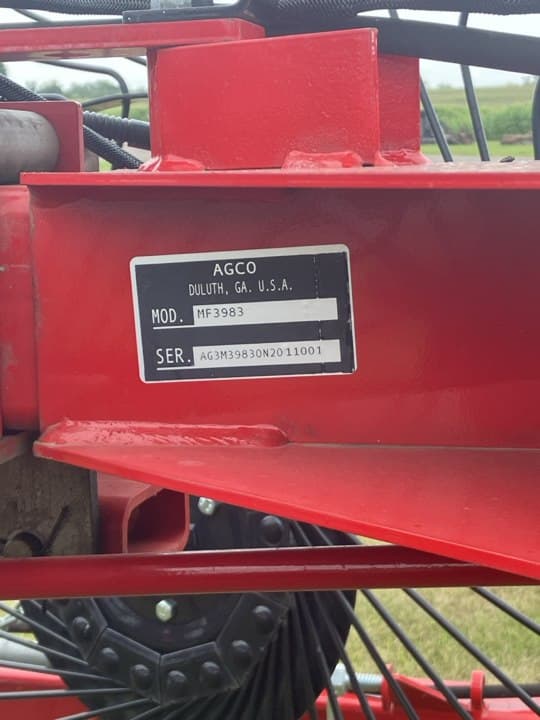 AGCO
DULUTH, GA. U.S.A.
MOD. MF3983
SER. AG3M39830N2011001